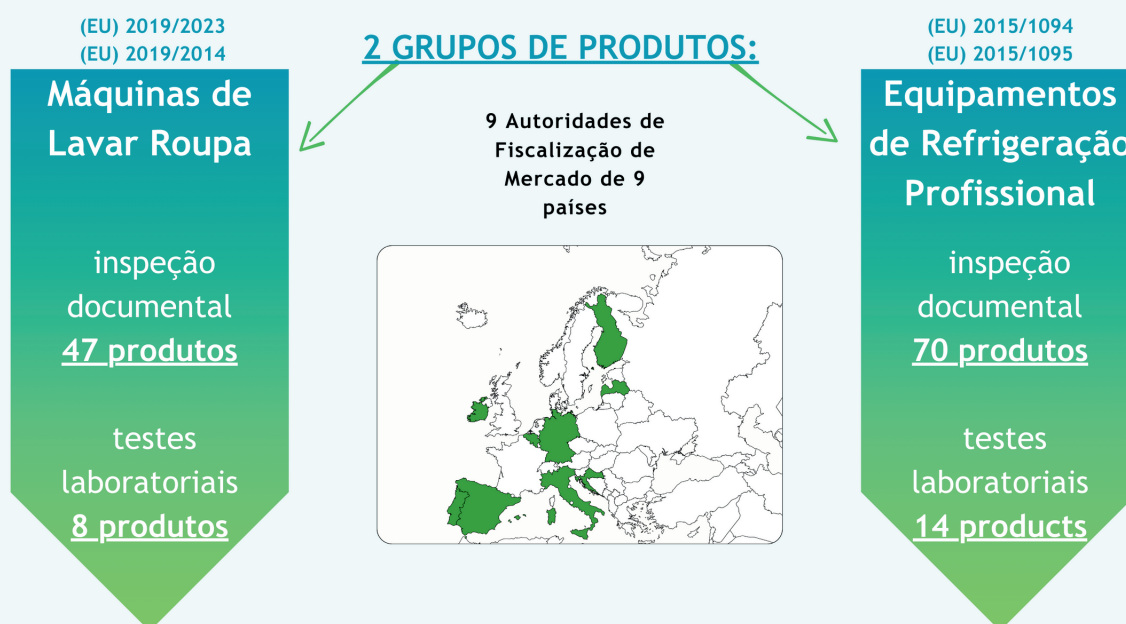 (EU) 2019/2023
(EU) 2019/2014
Máquinas de
Lavar Roupa
inspeção
documental
47 produtos
testes
laboratoriais
8 produtos
2 GRUPOS DE PRODUTOS:
9 Autoridades de
Fiscalização de
Mercado de 9
países
(EU) 2015/1094
(EU) 2015/1095
Equipamentos
de Refrigeração
Profissional
inspeção
documental
70 produtos
testes
laboratoriais
14 products